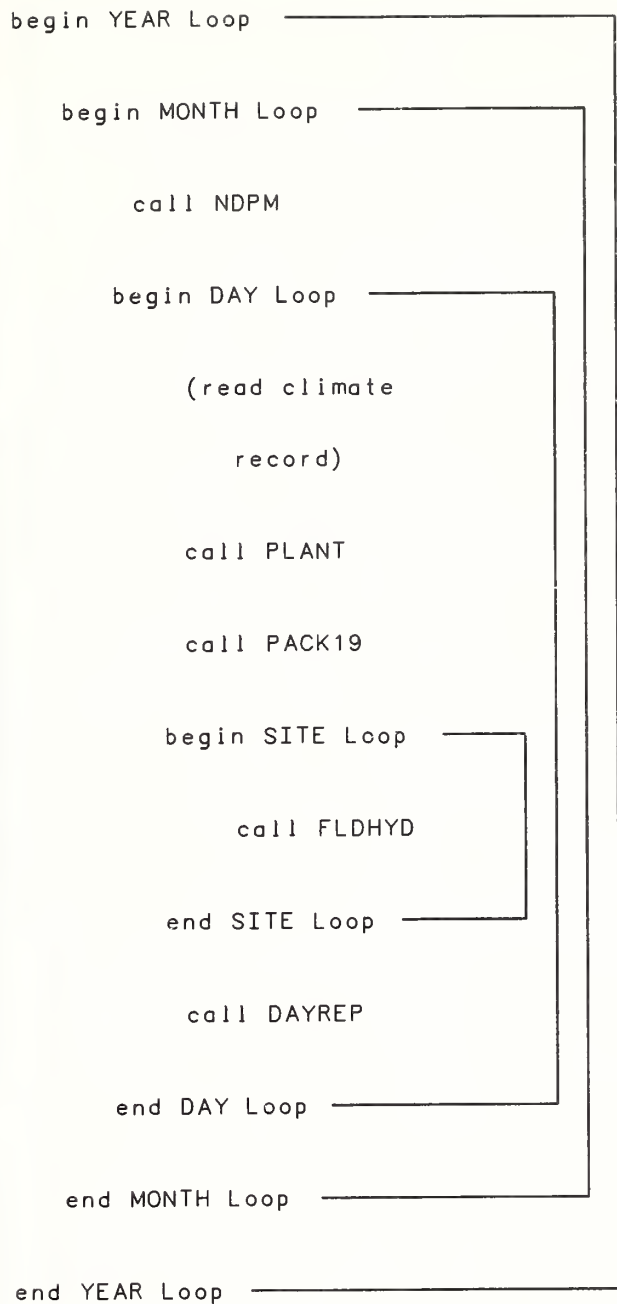 begin YEAR Loop
begin MONTH Loop
call NDPM
begin DAY Loop
(read climate
record)
call PLANT
call PACK19
begin SITE Loop
call FLDHYD
end SITE Loop
call DAYREP
end DAY Loop
end MONTH Loop
end YEAR Loop